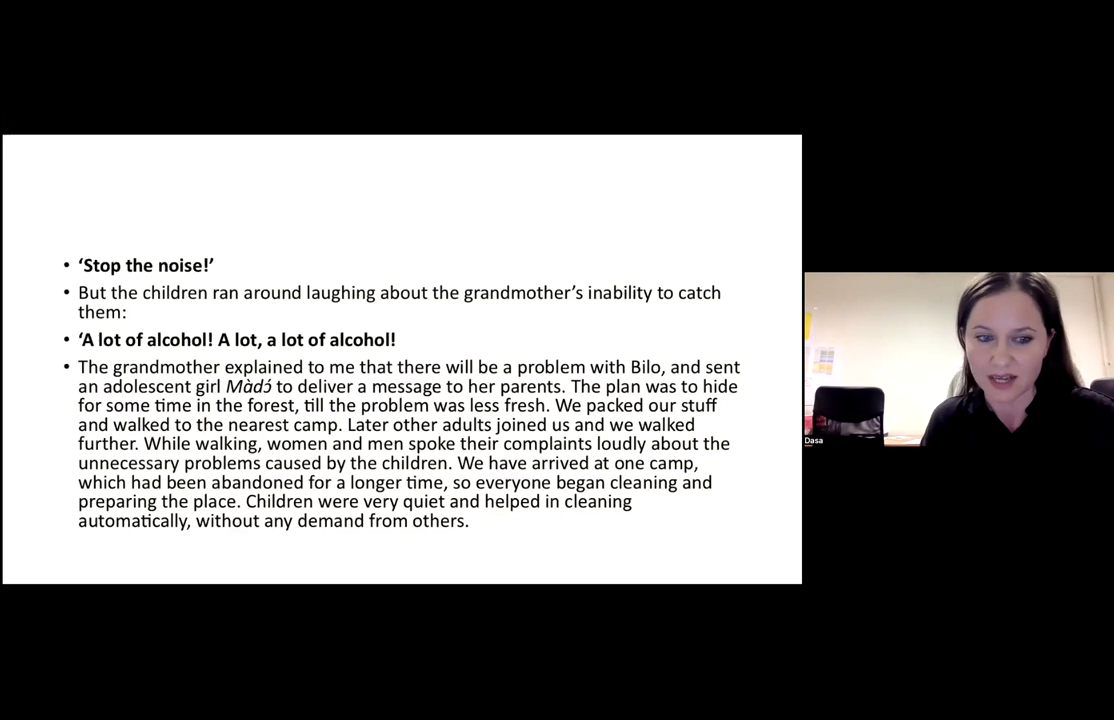 • ‘Stop the noise!’
• But the children ran around laughing about the grandmother’s inability to catch
them:
• ‘A lot of alcohol! A lot, a lot of alcohol!
• The grandmother explained to me that there will be a problem with Bilo, and sent
an adolescent girl Màdɔ́ to deliver a message to her parents. The plan was to hide
for some time in the forest, till the problem was less fresh. We packed our stuff
and walked to the nearest camp. Later other adults joined us and we walked
further. While walking, women and men spoke their complaints loudly about the
unnecessary problems caused by the children. We have arrived at one camp,
which had been abandoned for a longer time, so everyone began cleaning and
preparing the place. Children were very quiet and helped in cleaning
automatically, without any demand from others.
Dasa